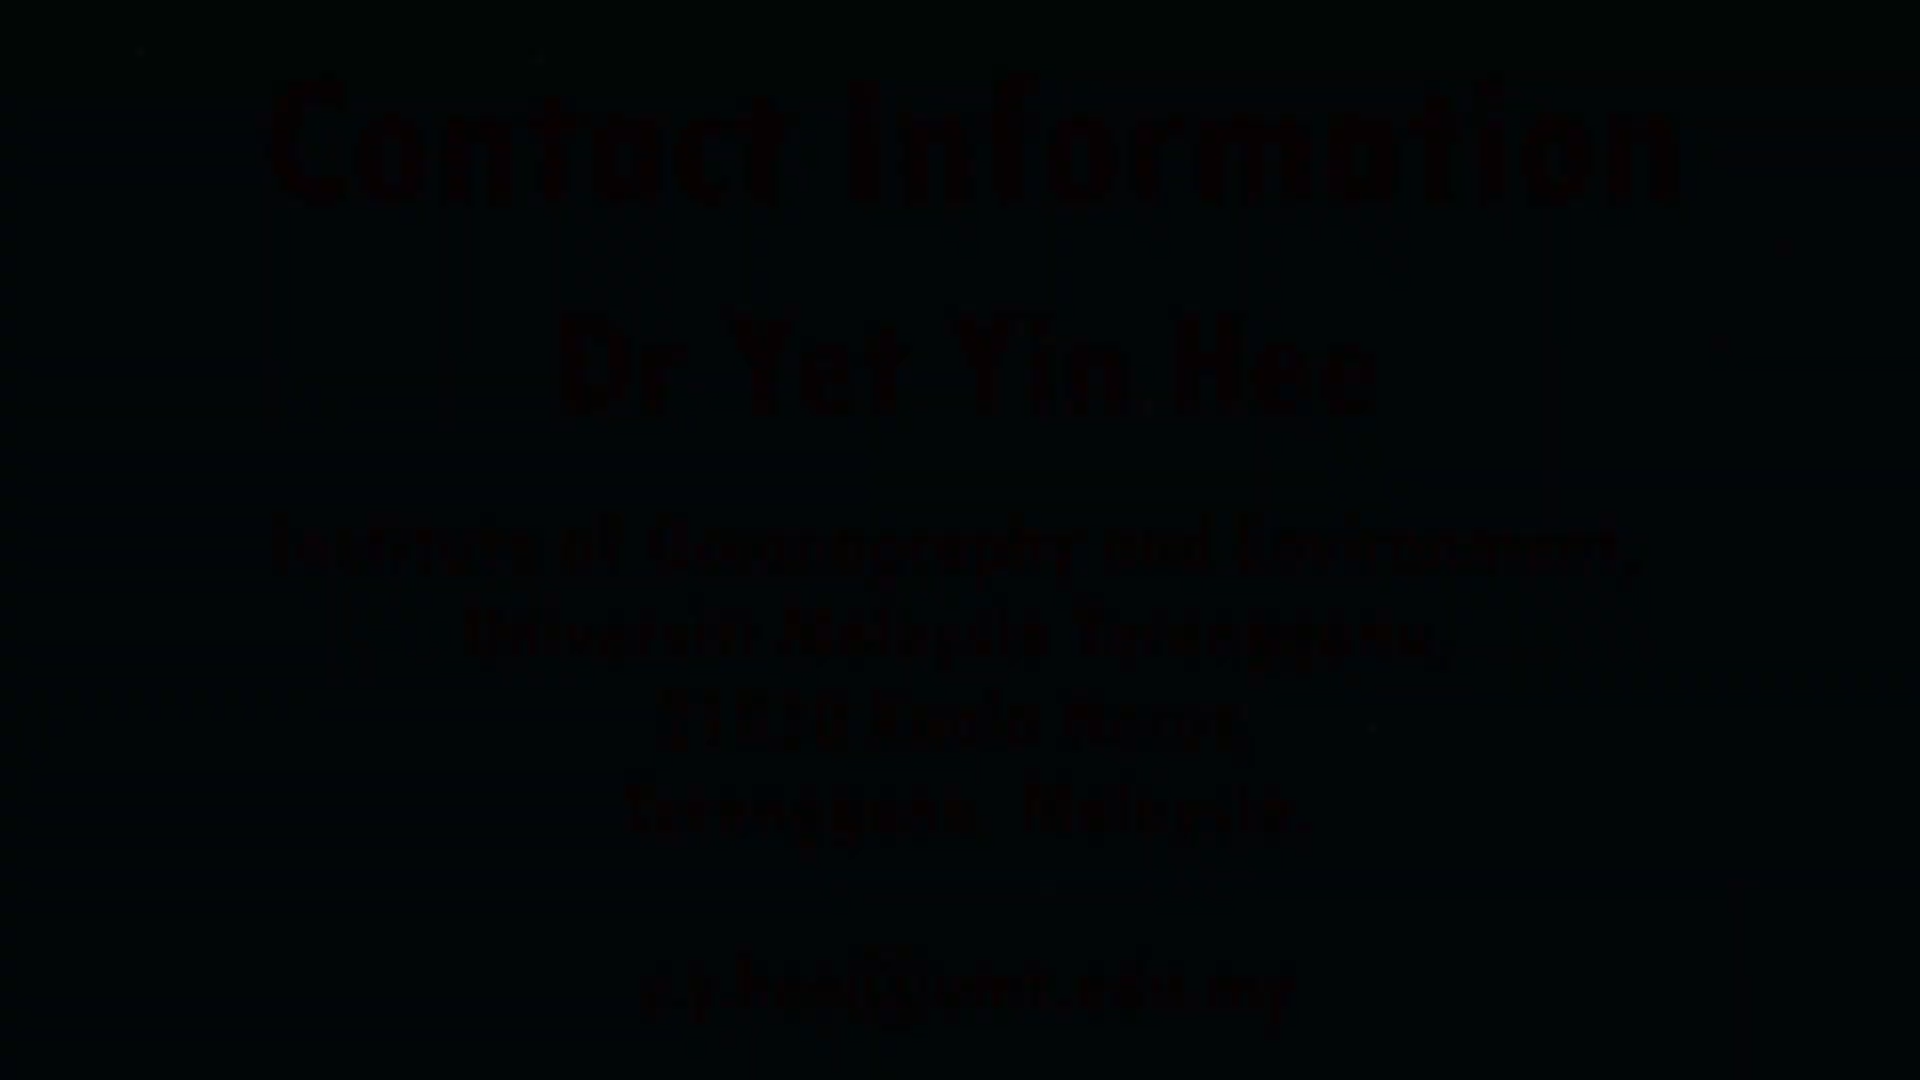 Contact Information
Dr Yet Yin Hee
Institute of Oceanography and Environment,
Universiti Malaysia Terengganu,
21030 Kuala Nerus,
Terengganu, Malaysia.